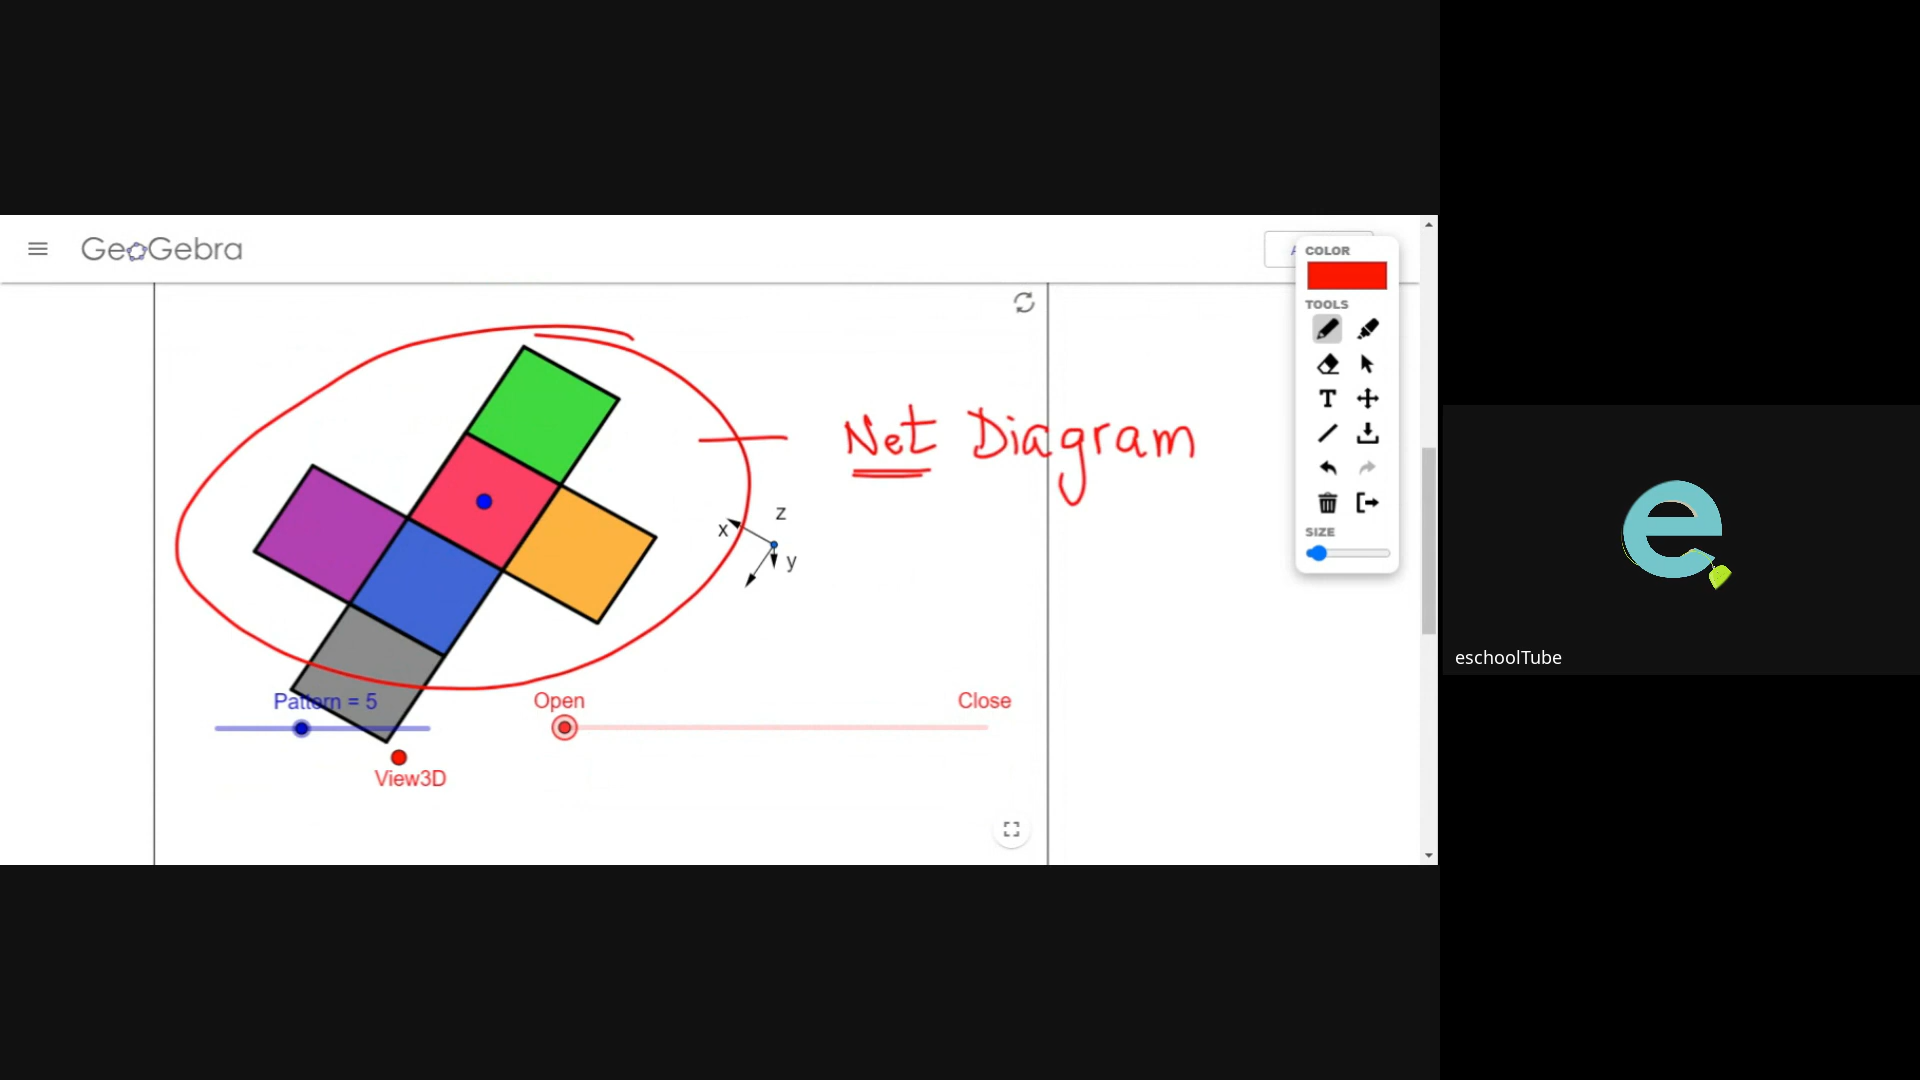 GeoGebra
COLOR
TOOLS
T
SIZE
Net Diagram
z
x
y
Pattern = 5
Open
Close
View3D
eschoolTube